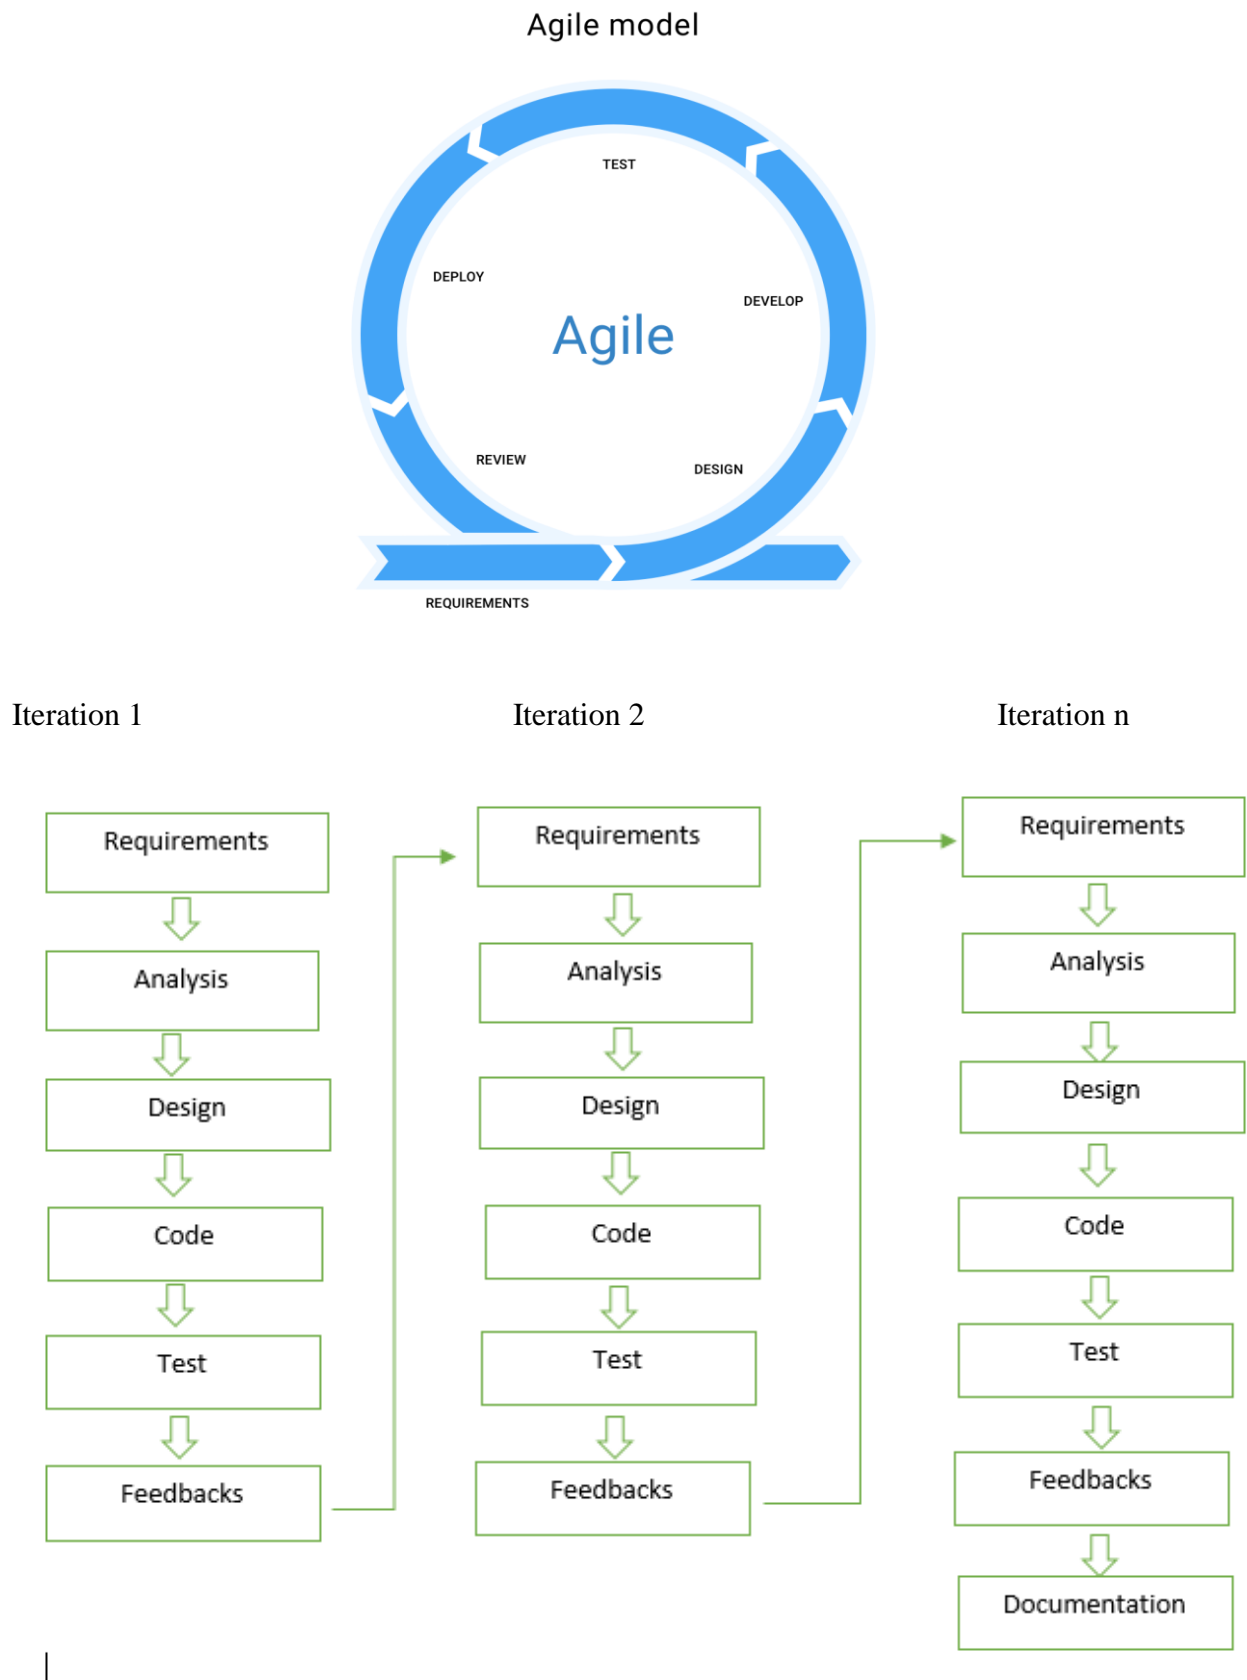 Agile model
TEST
DEPLOY
DEVELOP
Agile
REVIEW
DESIGN
REQUIREMENTS
Iteration 1
Iteration 2
Iteration n
Requirements
Analysis
Design
Code
Test
Feedbacks
Requirements
Analysis
Design
Code
Test
Feedbacks
Requirements
Analysis
Design
Code
Test
Feedbacks
Documentation